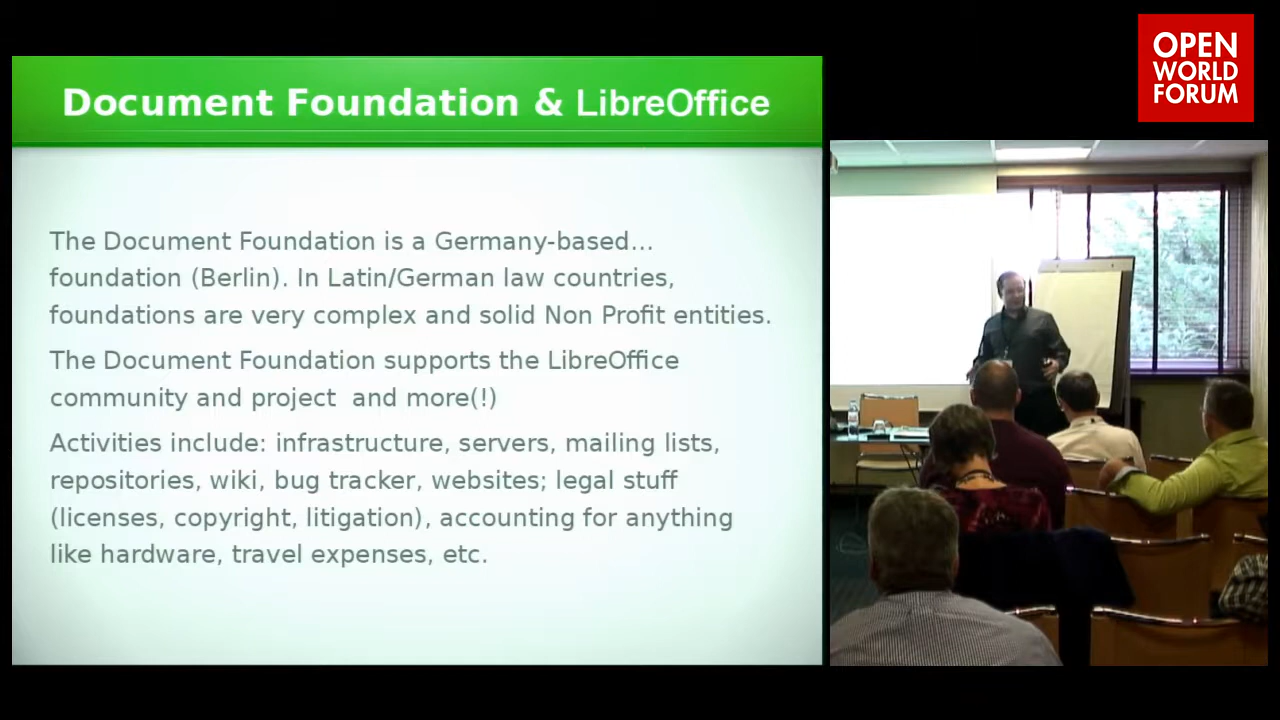 OPEN
WORLD
FORUM
Document Foundation & LibreOffice
The Document Foundation is a Germany-based...
foundation (Berlin). In Latin/German law countries,
foundations are very complex and solid Non Profit entities.
The Document Foundation supports the LibreOffice
community and project  and more(!)
Activities include: infrastructure, servers, mailing lists,
repositories, wiki, bug tracker, websites; legal stuff
(licenses, copyright, litigation), accounting for anything
like hardware, travel expenses, etc.